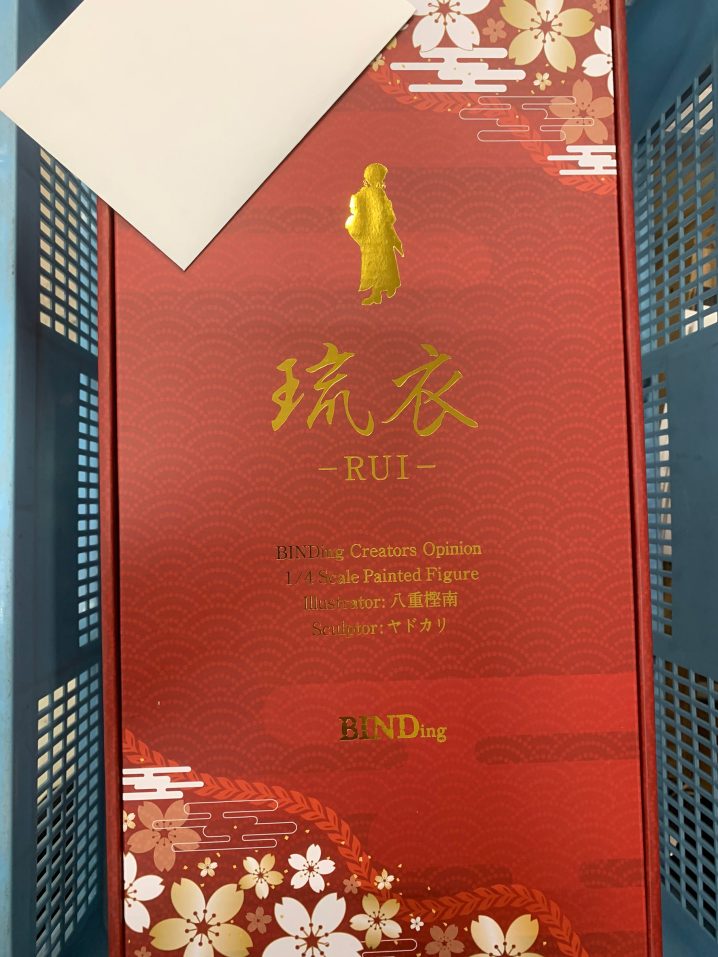 琉衣
-RUI-
BINDing Creators Opinion
1/4 Scale Painted Figure
Illustrator: 八重樫南
Sculptor:ヤドカリ
BINDing